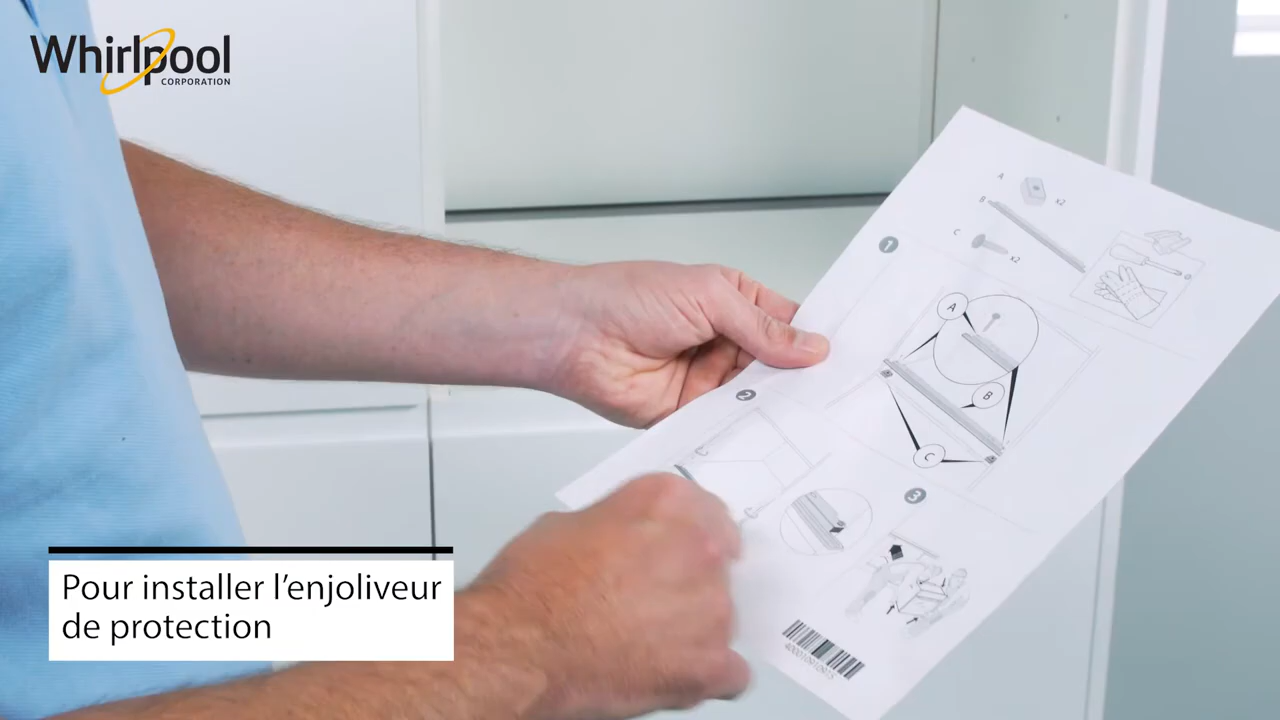 Whirlpool
CORPORATION
Pour installer l’enjoliveur
de protection
A
x2
B
C
x2
1
A
B
C
2
3